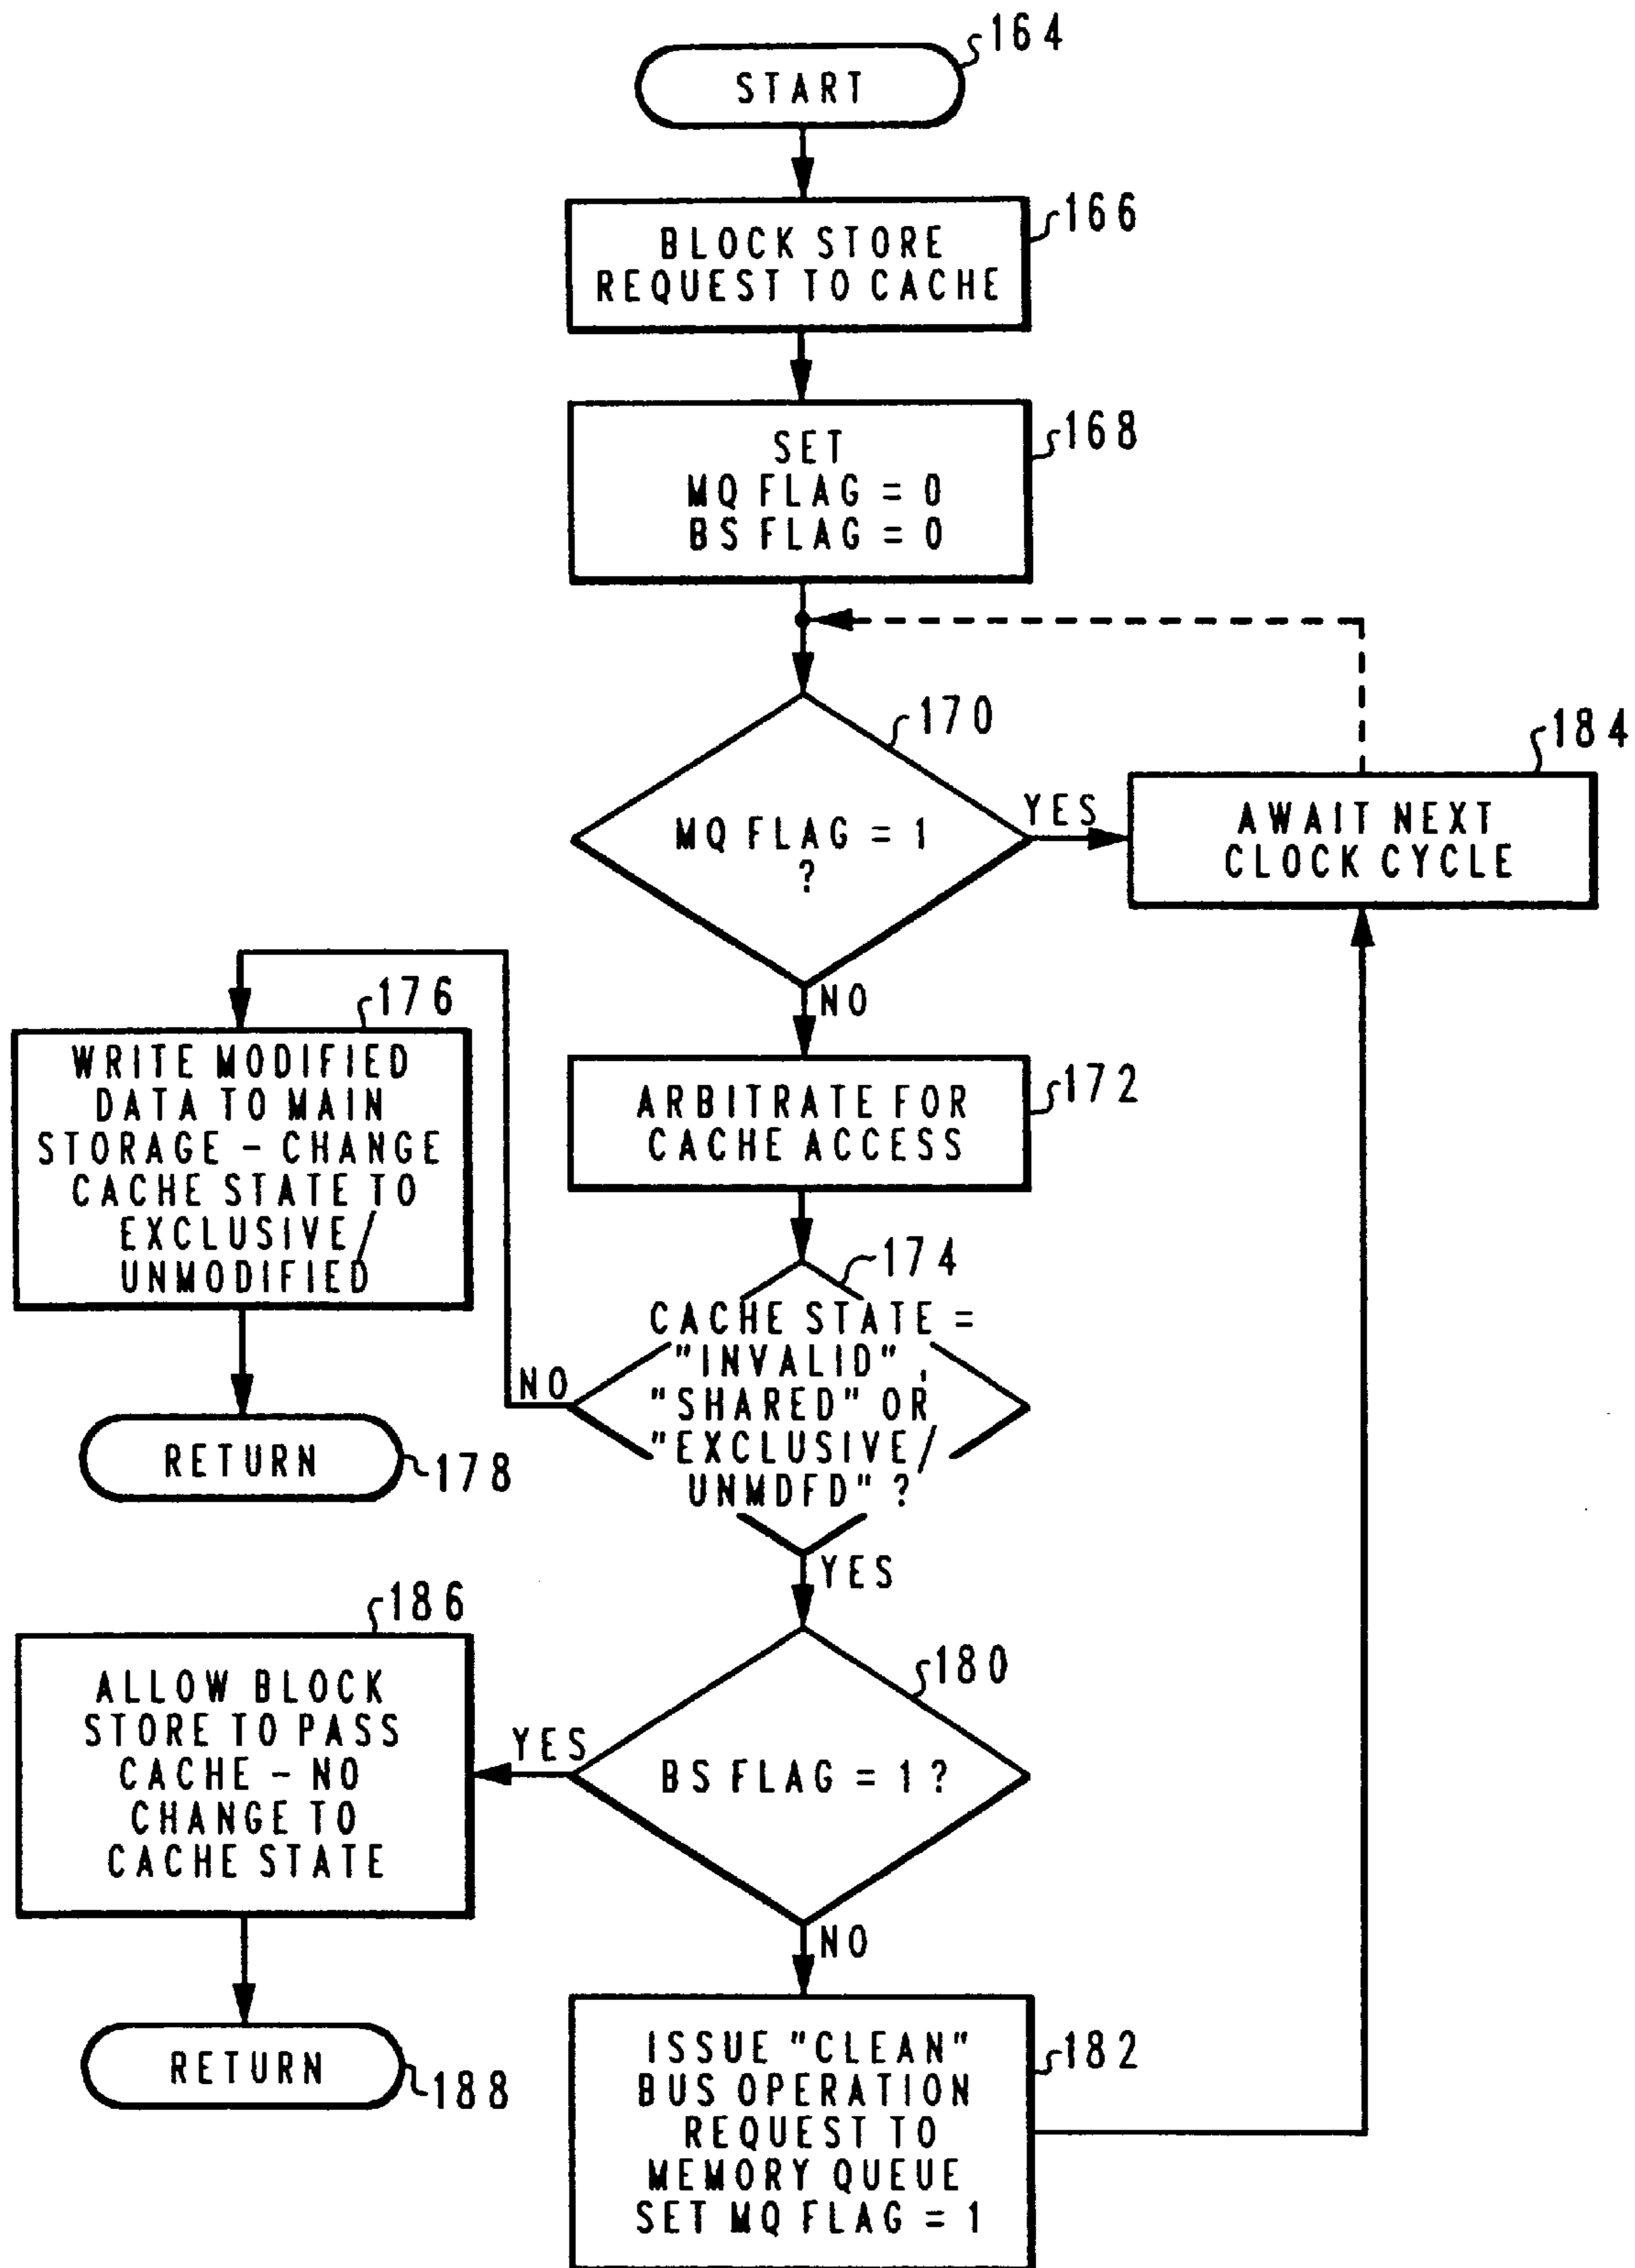 164
START
166
BLOCK STORE
REQUEST TO CACHE
168
SET
MQ FLAG = 0
BS FLAG = 0
170
MQ FLAG = 1
?
YES
184
AWAIT NEXT
CLOCK CYCLE
NO
176
WRITE MODIFIED
DATA TO MAIN
STORAGE - CHANGE
CACHE STATE TO
EXCLUSIVE/
UNMODIFIED
172
ARBITRATE FOR
CACHE ACCESS
174
CACHE STATE =
"INVALID",
"SHARED" OR
"EXCLUSIVE/
UNMDFD" ?
NO
RETURN
178
YES
186
ALLOW BLOCK
STORE TO PASS
CACHE - NO
CHANGE TO
CACHE STATE
180
YES
BS FLAG = 1 ?
NO
RETURN
188
182
ISSUE "CLEAN"
BUS OPERATION
REQUEST TO
MEMORY QUEUE
SET MQ FLAG = 1